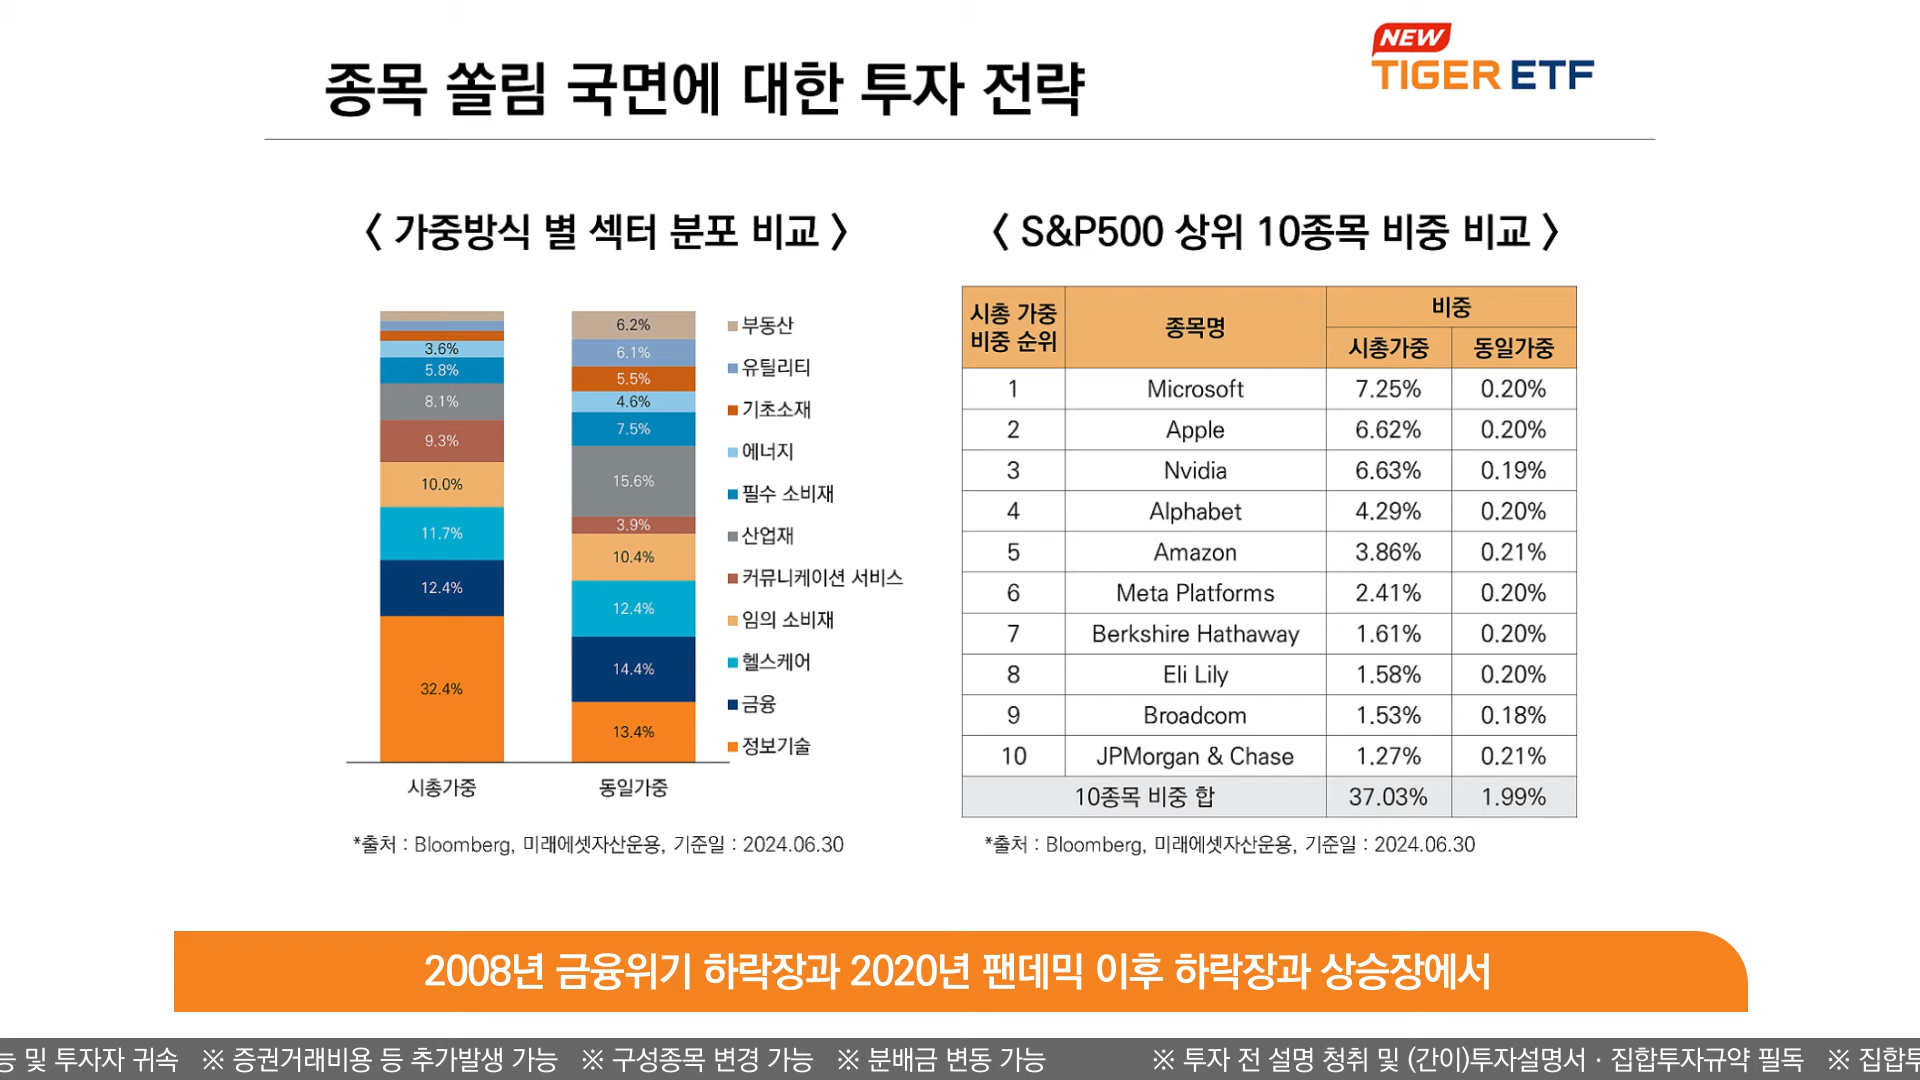 종목 쏠림 국면에 대한 투자 전략
NEW
TIGER ETF
< 가중방식 별 섹터 분포 비교 >
3.6%
5.8%
8.1%
9.3%
10.0%
11.7%
12.4%
32.4%
시총가중
6.2%
6.1%
5.5%
4.6%
7.5%
15.6%
3.9%
10.4%
12.4%
14.4%
13.4%
동일가중
부동산
유틸리티
기초소재
에너지
필수 소비재
산업재
커뮤니케이션 서비스
임의 소비재
헬스케어
금융
정보기술
*출처 : Bloomberg, 미래에셋자산운용, 기준일 : 2024.06.30
< S&P500 상위 10종목 비중 비교 >
시총 가중 비중 순위 종목명 비중
시총가중 동일가중
1 Microsoft 7.25% 0.20%
2 Apple 6.62% 0.20%
3 Nvidia 6.63% 0.19%
4 Alphabet 4.29% 0.20%
5 Amazon 3.86% 0.21%
6 Meta Platforms 2.41% 0.20%
7 Berkshire Hathaway 1.61% 0.20%
8 Eli Lily 1.58% 0.20%
9 Broadcom 1.53% 0.18%
10 JPMorgan & Chase 1.27% 0.21%
10종목 비중 합 37.03% 1.99%
*출처 : Bloomberg, 미래에셋자산운용, 기준일 : 2024.06.30
2008년 금융위기 하락장과 2020년 팬데믹 이후 하락장과 상승장에서
및 투자자 귀속 ※ 증권거래비용 등 추가발생 가능 ※ 구성종목 변경 가능 ※ 분배금 변동 가능 ※ 투자 전 설명 청취 및 (간이)투자설명서 · 집합투자규약 필독 ※ 집합